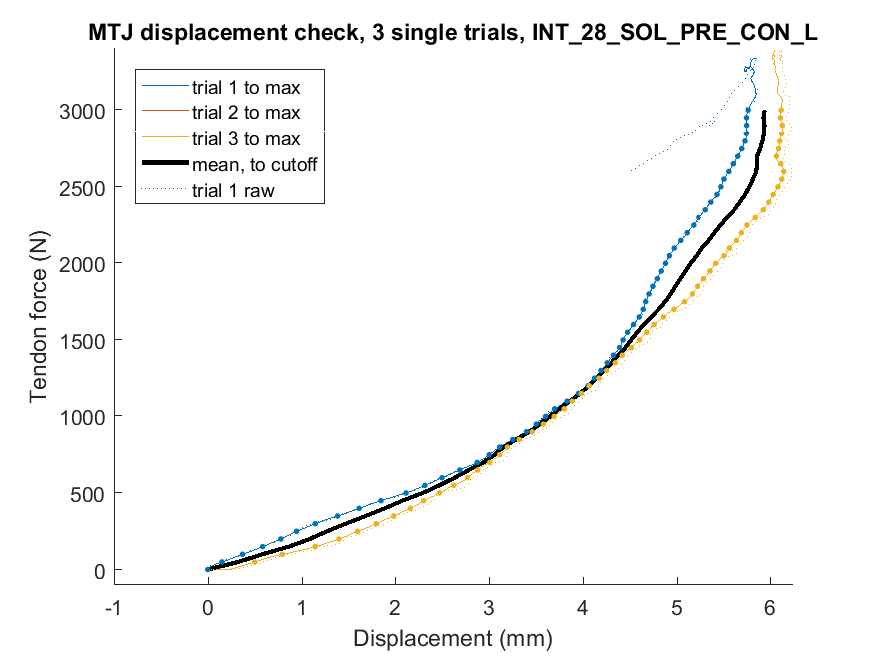 MTJ displacement check, 3 single trials, INT_28_SOL_PRE_CON_L
trial 1 to max
trial 2 to max
trial 3 to max
mean, to cutoff
trial 1 raw
3000
2500
2000
1500
1000
500
0
Tendon force (N)
-1 0 1 2 3 4 5 6
Displacement (mm)